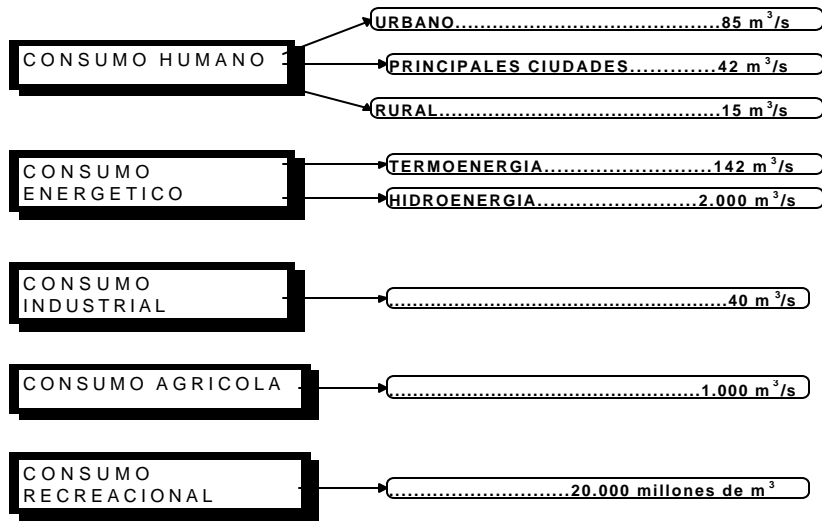 CONSUMO HUMANO
URBANO............................................85 m³/s
PRINCIPALES CIUDADES............42 m³/s
RURAL..............................................15 m³/s
CONSUMO
ENERGETICO
TERMOENERGIA...........................142 m³/s
HIDROENERGIA..........................2.000 m³/s
CONSUMO
INDUSTRIAL
.......................................................40 m³/s
CONSUMO AGRICOLA
...................................................1.000 m³/s
CONSUMO
RECREACIONAL
.............................20.000 millones de m³